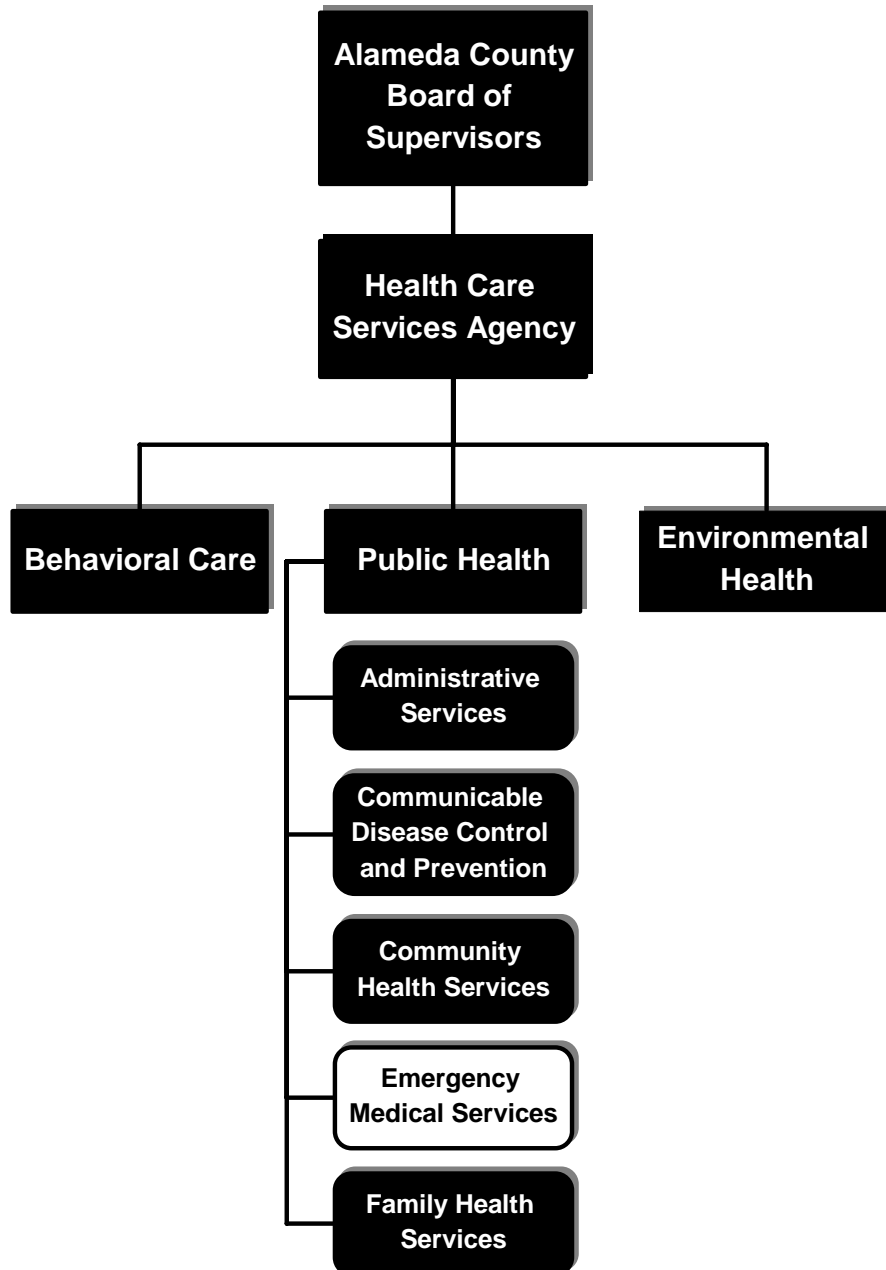 Alameda County
Board of
Supervisors
Health Care
Services Agency
Behavioral Care
Public Health
Environmental
Health
Administrative
Services
Communicable
Disease Control
and Prevention
Community
Health Services
Emergency
Medical Services
Family Health
Services